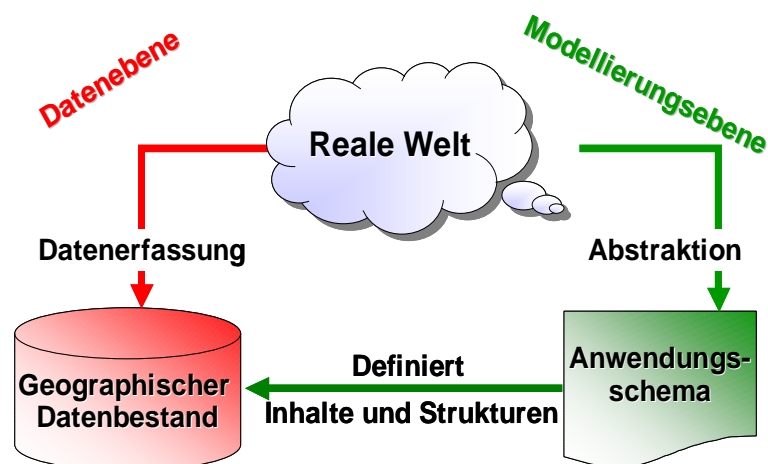 Datenebene
Modellierungsebene
Reale Welt
Datenerfassung
Abstraktion
Geographischer
Datenbestand
Definiert
Inhalte und Strukturen
Anwendungs-
schema